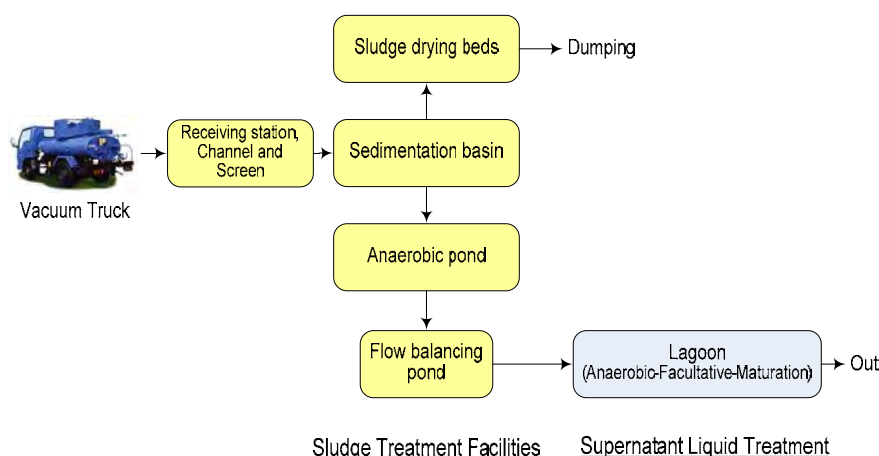 Sludge drying beds
Dumping
Receiving station,
Channel and
Screen
Sedimentation basin
Vacuum Truck
Anaerobic pond
Flow balancing
pond
Lagoon
(Anaerobic-Facultative-Maturation)
Out
Sludge Treatment Facilities
Supernatant Liquid Treatment